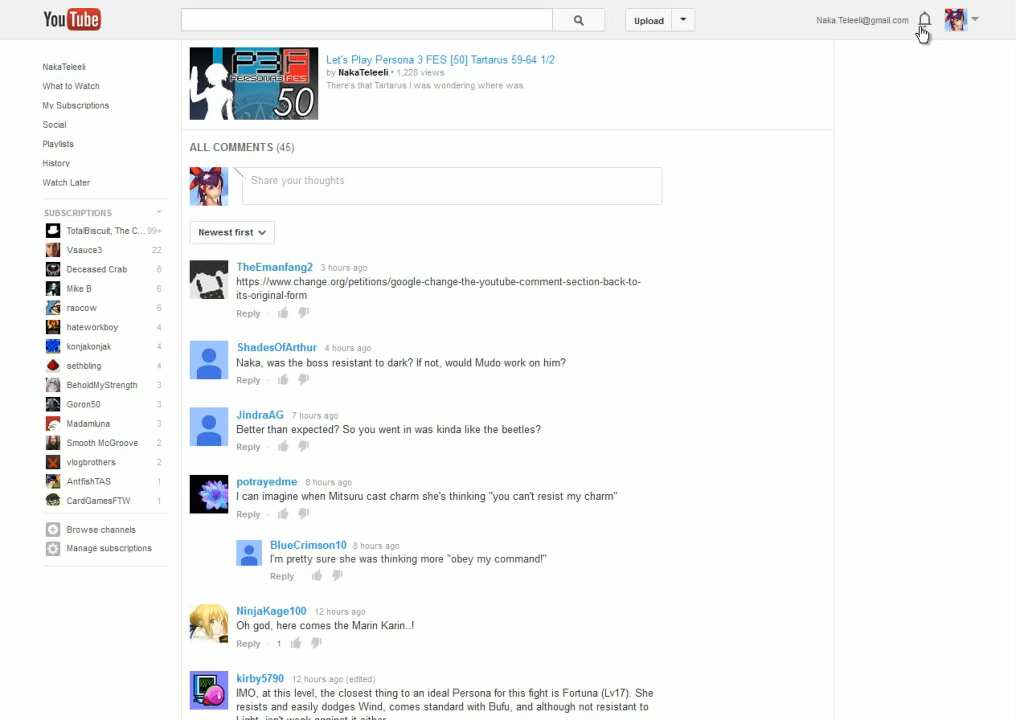 YouTube
Upload
Naka.Teleeli@gmail.com
NakaTeleeli
What to Watch
My Subscriptions
Social
Playlists
History
Watch Later
SUBSCRIPTIONS
TotalBiscuit, The C... 99+
Vsauce3 22
Deceased Crab 6
Mike B 6
raocow 6
hateworkboy 4
konjakonjak 4
sethbling 4
BeholdMyStrength 3
Goron50 3
Madamluna 3
Smooth McGroove 2
vlogbrothers 2
AntfishTAS 1
CardGamesFTW 1
Browse channels
Manage subscriptions
P3F
PERSONA3 FES
50
Let's Play Persona 3 FES [50] Tartarus 59-64 1/2
by NakaTeleeli • 1,228 views
There's that Tartarus I was wondering where was.
ALL COMMENTS (45)
Share your thoughts
Newest first
TheEmanfang2 3 hours ago
https://www.change.org/petitions/google-change-the-youtube-comment-section-back-to-
its-original-form
Reply ·
ShadesOfArthur 4 hours ago
Naka, was the boss resistant to dark? If not, would Mudo work on him?
Reply ·
JindraAG 7 hours ago
Better than expected? So you went in was kinda like the beetles?
Reply ·
potrayedme 8 hours ago
I can imagine when Mitsuru cast charm she's thinking "you can't resist my charm"
Reply ·
BlueCrimson10 8 hours ago
I'm pretty sure she was thinking more "obey my command!"
Reply ·
NinjaKage100 12 hours ago
Oh god, here comes the Marin Karin..!
Reply · 1
kirby5790 12 hours ago (edited)
IMO, at this level, the closest thing to an ideal Persona for this fight is Fortuna (Lv17). She
resists and easily dodges Wind, comes standard with Bufu, and although not resistant to
Light, isn't weak against it either.